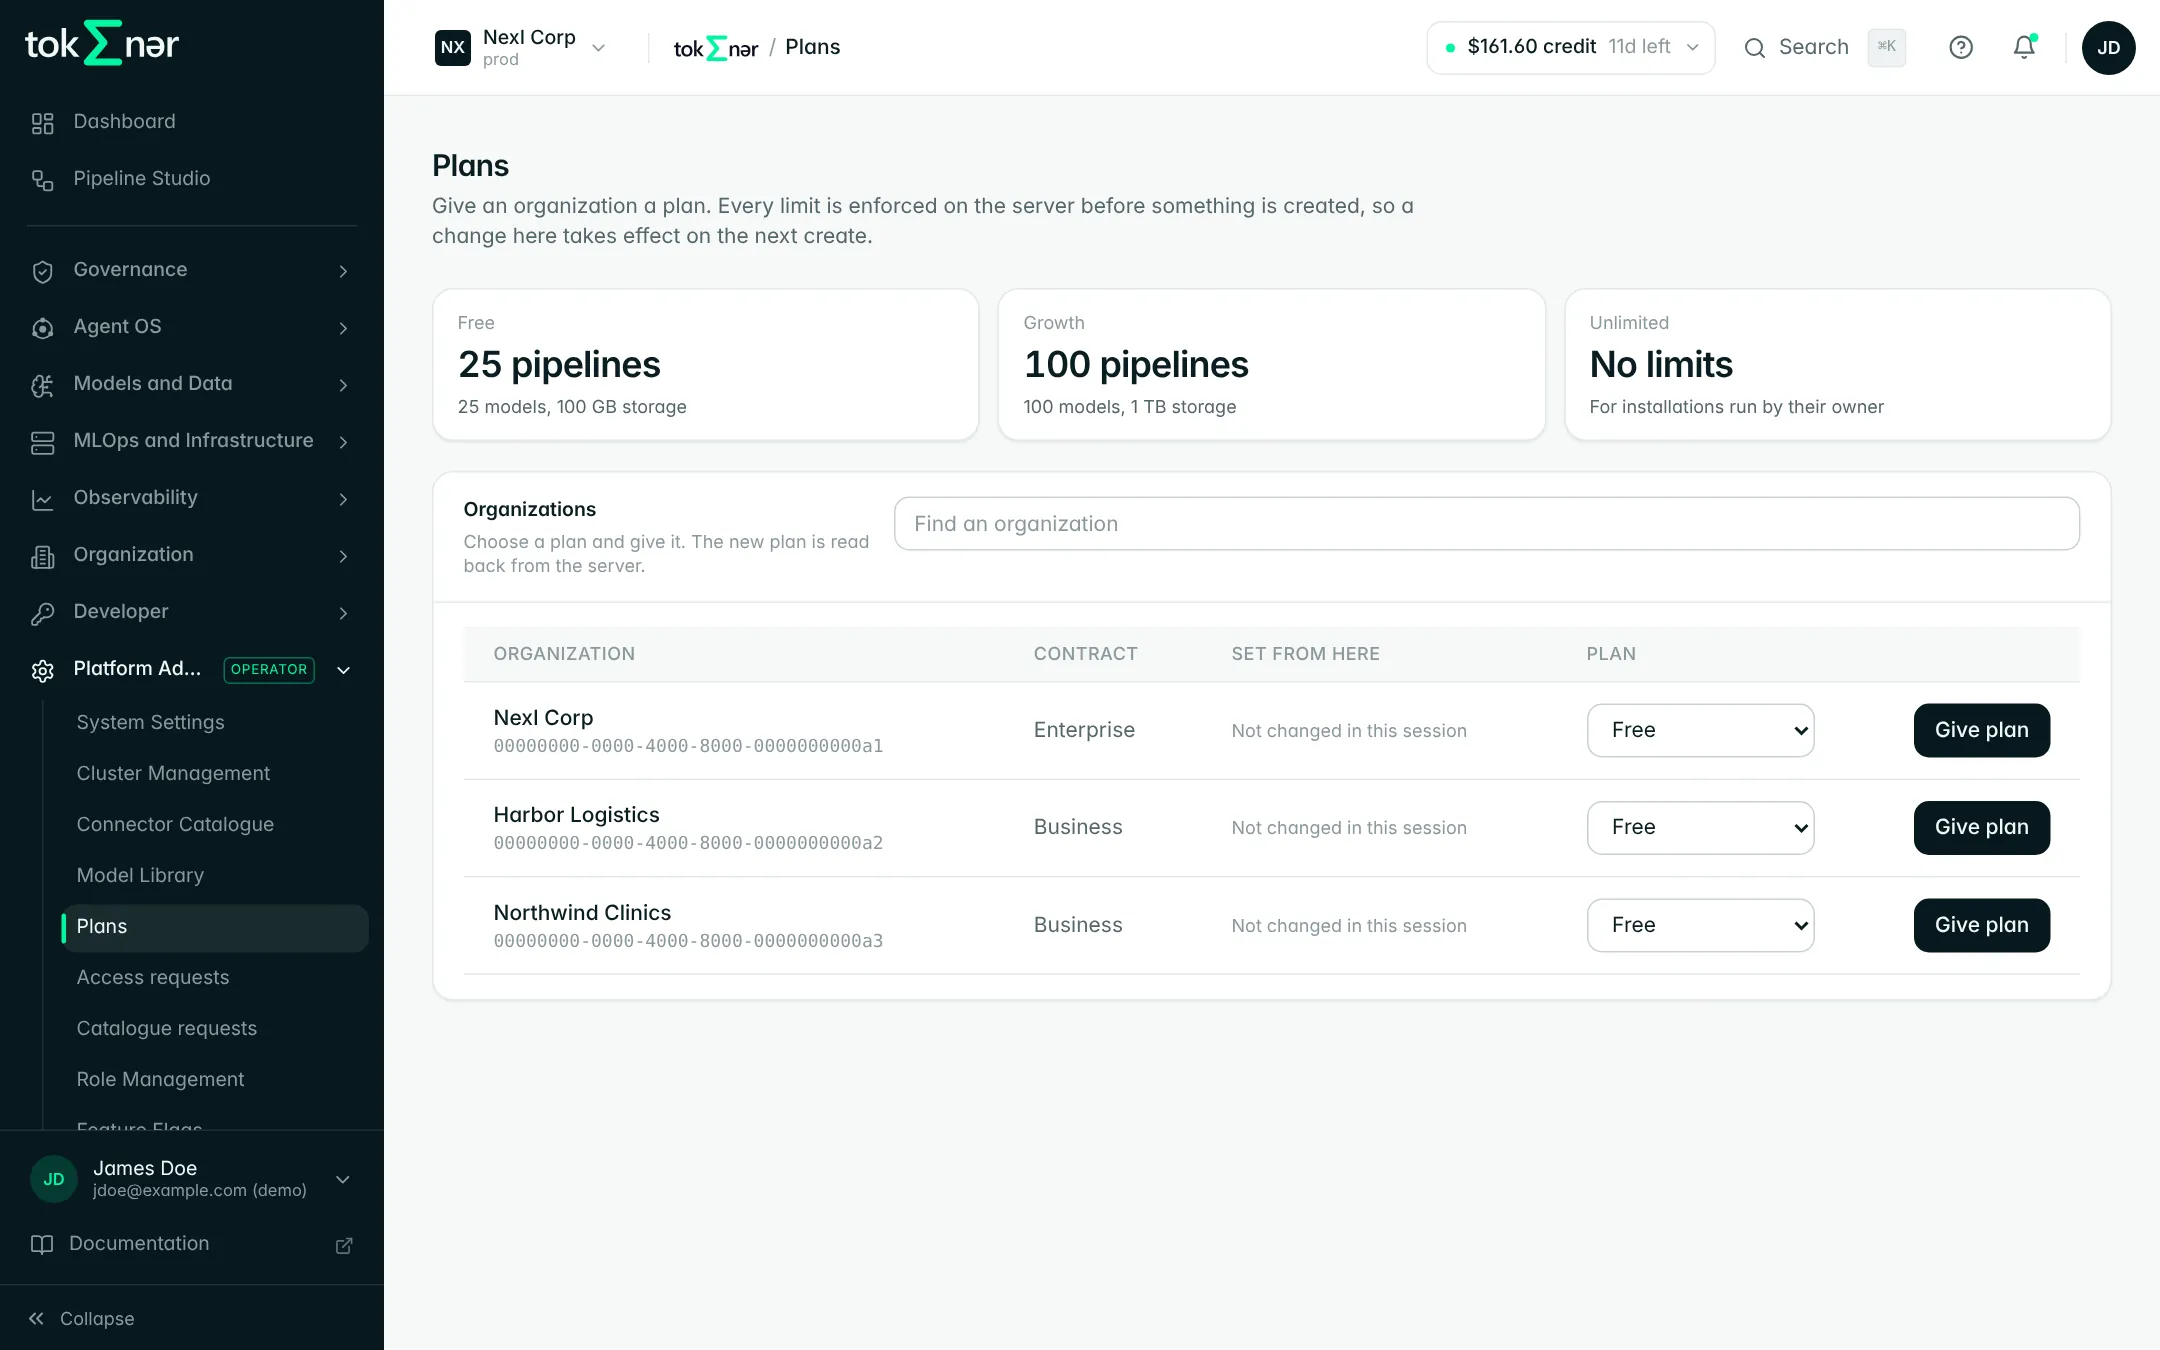 tokΣnər
Dashboard
Pipeline Studio
Governance
Agent OS
Models and Data
MLOps and Infrastructure
Observability
Organization
Developer
Platform Ad... OPERATOR
System Settings
Cluster Management
Connector Catalogue
Model Library
Plans
Access requests
Catalogue requests
Role Management
Feature Flags
JD
James Doe
jdoe@example.com (demo)
Documentation
Collapse
NX
Nexl Corp
prod
tokΣnər / Plans
$161.60 credit 11d left
Search ⌘K
JD
Plans
Give an organization a plan. Every limit is enforced on the server before something is created, so a
change here takes effect on the next create.
Free
25 pipelines
25 models, 100 GB storage
Growth
100 pipelines
100 models, 1 TB storage
Unlimited
No limits
For installations run by their owner
Organizations
Choose a plan and give it. The new plan is read
back from the server.
Find an organization
ORGANIZATION CONTRACT SET FROM HERE PLAN
Nexl Corp
00000000-0000-4000-8000-0000000000a1
Enterprise Not changed in this session Free Give plan
Harbor Logistics
00000000-0000-4000-8000-0000000000a2
Business Not changed in this session Free Give plan
Northwind Clinics
00000000-0000-4000-8000-0000000000a3
Business Not changed in this session Free Give plan